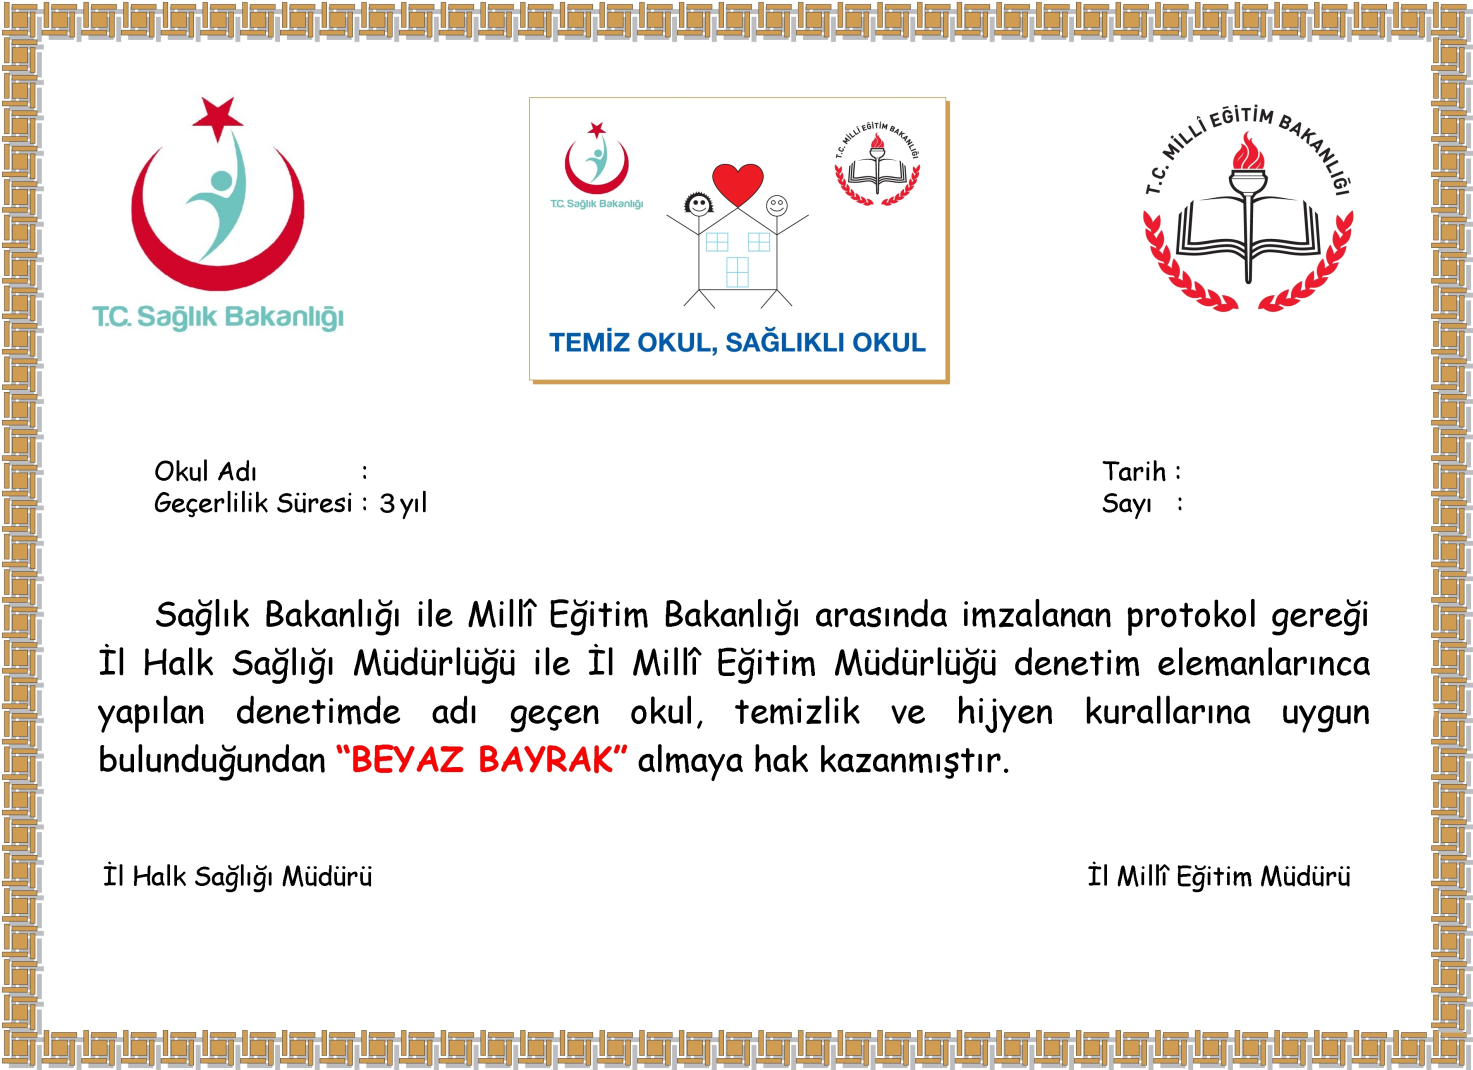 T.C. Sağlık Bakanlığı
T.C. Sağlık Bakanlığı
T.C. MİLLÎ EĞİTİM BAKANLIĞI
TEMİZ OKUL, SAĞLIKLI OKUL
T.C. MİLLÎ EĞİTİM BAKANLIĞI
Okul Adı :
Geçerlilik Süresi : 3 yıl
Tarih :
Sayı :
Sağlık Bakanlığı ile Millî Eğitim Bakanlığı arasında imzalanan protokol gereği
İl Halk Sağlığı Müdürlüğü ile İl Millî Eğitim Müdürlüğü denetim elemanlarınca
yapılan denetimde adı geçen okul, temizlik ve hijyen kurallarına uygun
bulunduğundan “BEYAZ BAYRAK” almaya hak kazanmıştır.
İl Halk Sağlığı Müdürü
İl Millî Eğitim Müdürü